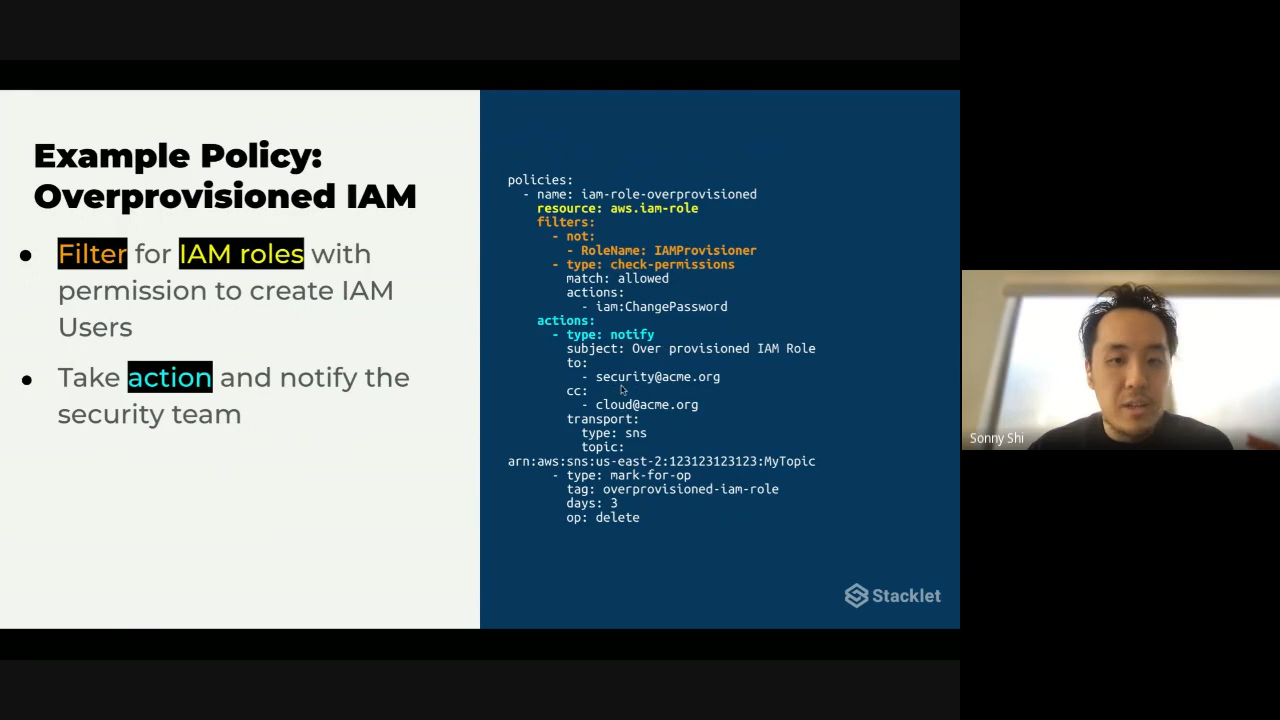 Example Policy:
Overprovisioned IAM
● Filter for IAM roles with
permission to create IAM
Users
● Take action and notify the
security team
policies:
  - name: iam-role-overprovisioned
    resource: aws.iam-role
    filters:
      - not:
        - RoleName: IAMProvisioner
      - type: check-permissions
        match: allowed
        actions:
          - iam:ChangePassword
    actions:
      - type: notify
        subject: Over provisioned IAM Role
        to:
          - security@acme.org
        cc:
          - cloud@acme.org
        transport:
          type: sns
          topic:
arn:aws:sns:us-east-2:123123123123:MyTopic
      - type: mark-for-op
        tag: overprovisioned-iam-role
        days: 3
        op: delete
Stacklet
Sonny Shi